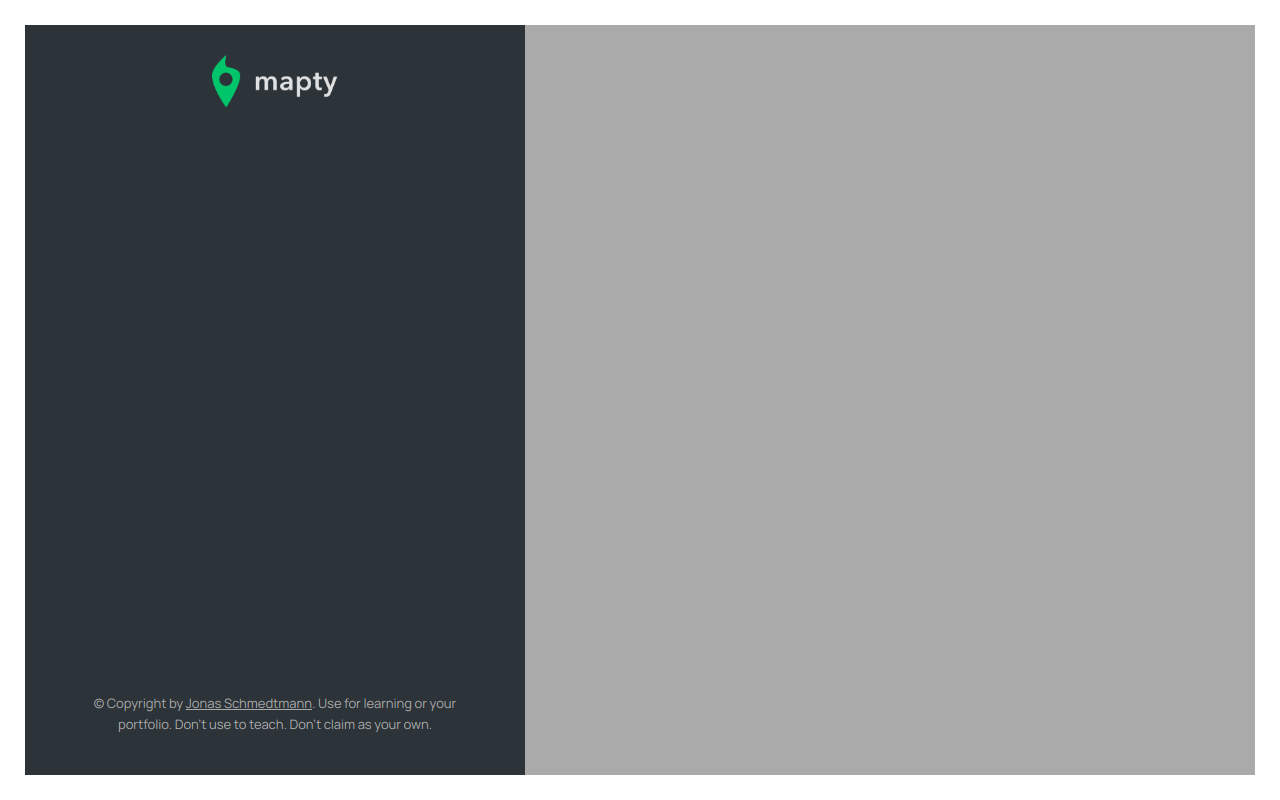 mapty
© Copyright by Jonas Schmedtmann. Use for learning or your
portfolio. Don't use to teach. Don't claim as your own.